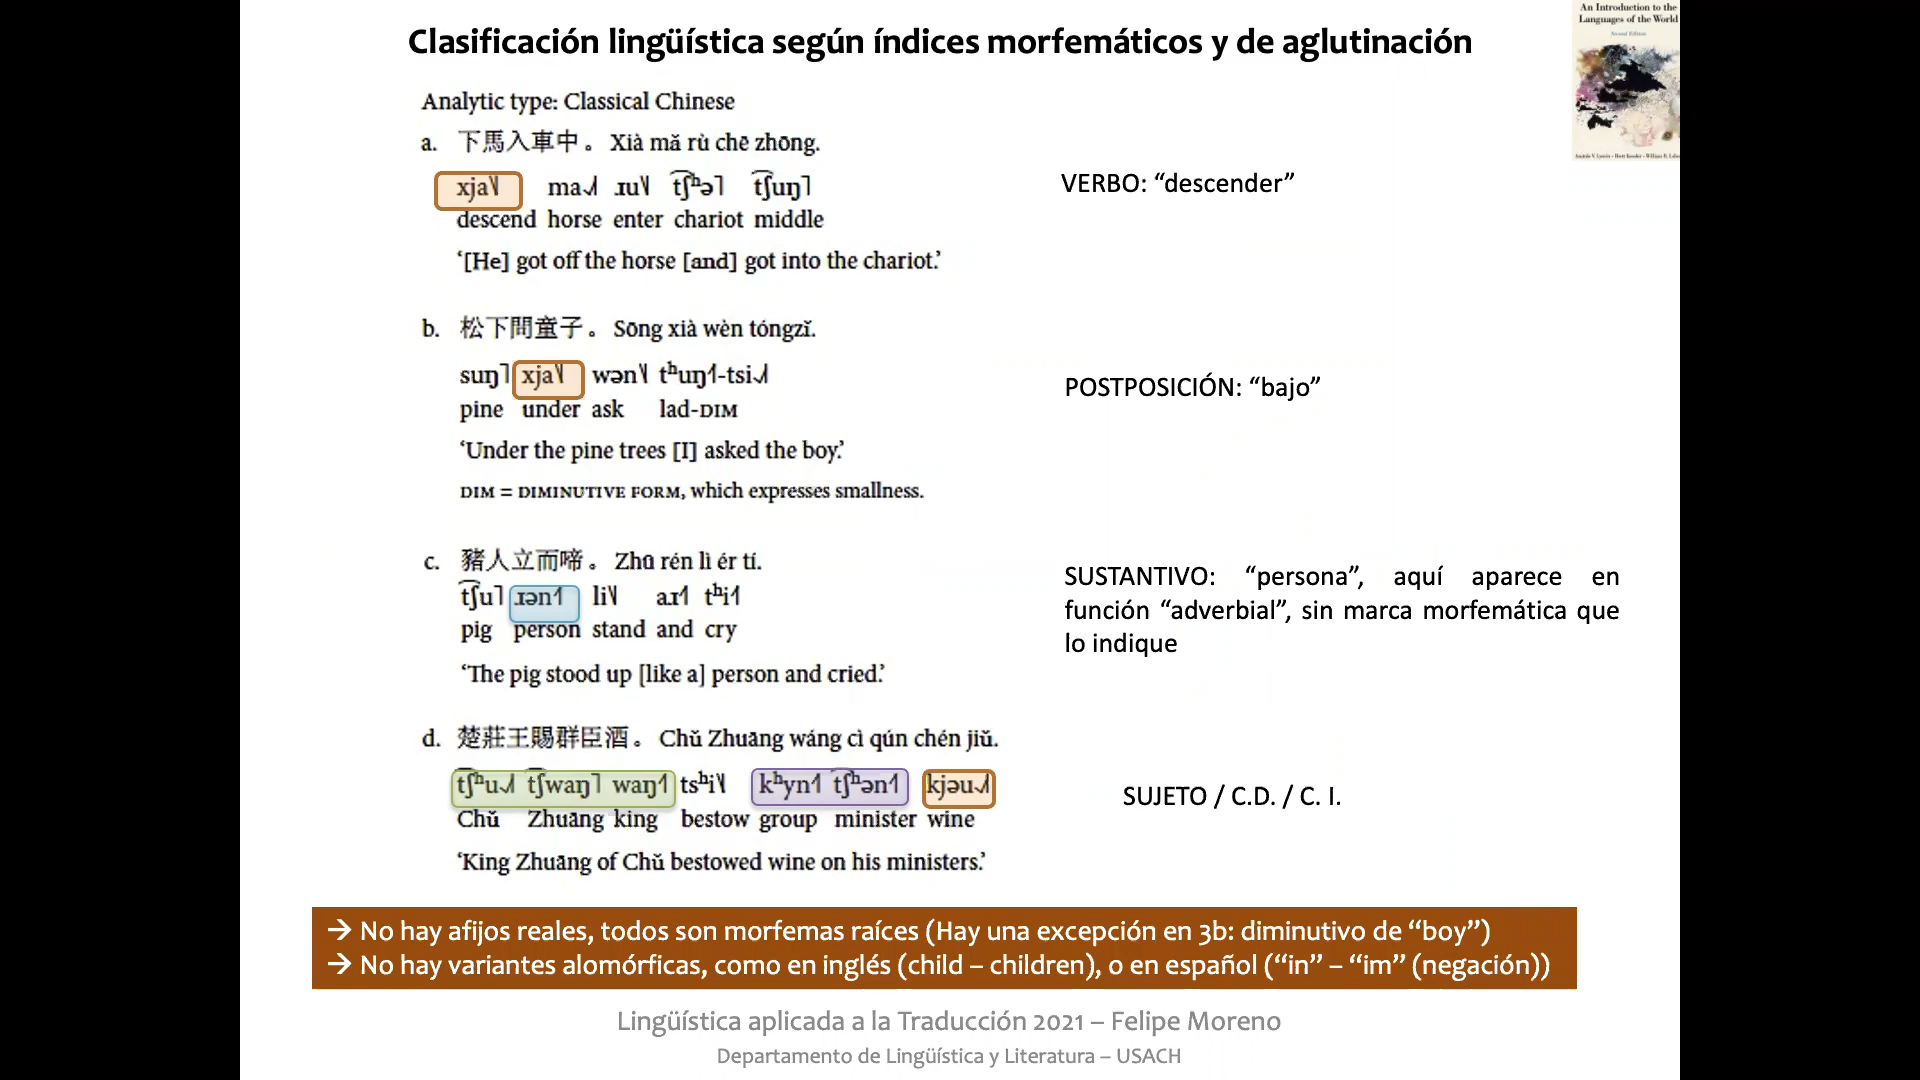 Clasificación lingüística según índices morfemáticos y de aglutinación
An Introduction to the
Languages of the World
Second Edition
Analytic type: Classical Chinese
a. 下馬入車中。 Xià mǎ rù chē zhōng.
xja˥˩ ma˨˩˦ ɹu˥˩ t͡ʃʰə˥ t͡ʃuŋ˥
descend horse enter chariot middle
‘[He] got off the horse [and] got into the chariot.’
VERBO: “descender”
b. 松下問童子。 Sōng xià wèn tóngzǐ.
suŋ˥ xja˥˩ wən˥˩ tʰuŋ˧˥-tsi˨˩˦
pine under ask lad-DIM
‘Under the pine trees [I] asked the boy.’
DIM = DIMINUTIVE FORM, which expresses smallness.
POSTPOSICIÓN: “bajo”
c. 豬人立而啼。 Zhū rén lì ér tí.
t͡ʃu˥ ɹən˧˥ li˥˩ aɹ˧˥ tʰi˧˥
pig person stand and cry
‘The pig stood up [like a] person and cried.’
SUSTANTIVO: “persona”, aquí aparece en
función “adverbial”, sin marca morfemática que
lo indique
d. 楚莊王賜群臣酒。 Chǔ Zhuāng wáng cì qún chén jiǔ.
t͡ʃʰu˨˩˦ t͡ʃwaŋ˥ waŋ˧˥ tsʰi˥˩ kʰyn˧˥ t͡ʃʰən˧˥ kjəu˨˩˦
Chǔ Zhuāng king bestow group minister wine
‘King Zhuāng of Chǔ bestowed wine on his ministers.’
SUJETO / C.D. / C. I.
→ No hay afijos reales, todos son morfemas raíces (Hay una excepción en 3b: diminutivo de “boy”)
→ No hay variantes alomórficas, como en inglés (child – children), o en español (“in” – “im” (negación))
Lingüística aplicada a la Traducción 2021 – Felipe Moreno
Departamento de Lingüística y Literatura – USACH